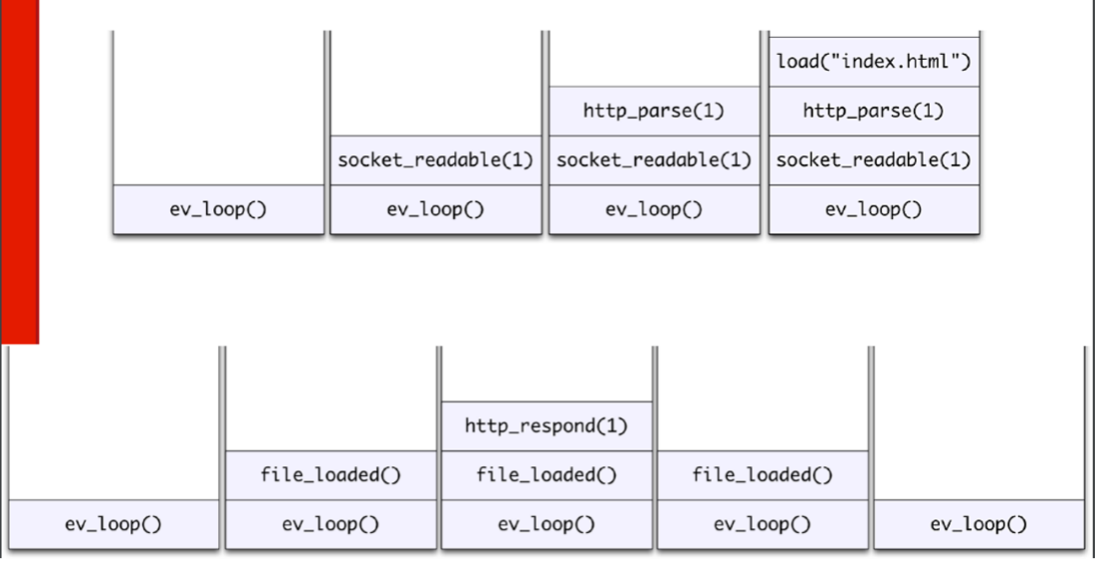 load("index.html")
http_parse(1) http_parse(1)
socket_readable(1) socket_readable(1) socket_readable(1)
ev_loop() ev_loop() ev_loop() ev_loop()
http_respond(1)
file_loaded() file_loaded() file_loaded()
ev_loop() ev_loop() ev_loop() ev_loop() ev_loop()